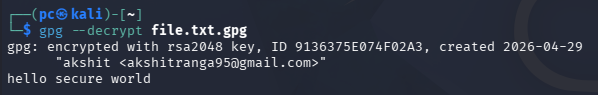 ┌──(pc㉿kali)-[~]
└─$ gpg --decrypt file.txt.gpg
gpg: encrypted with rsa2048 key, ID 9136375E074F02A3, created 2026-04-29
      "akshit <akshitranga95@gmail.com>"
hello secure world